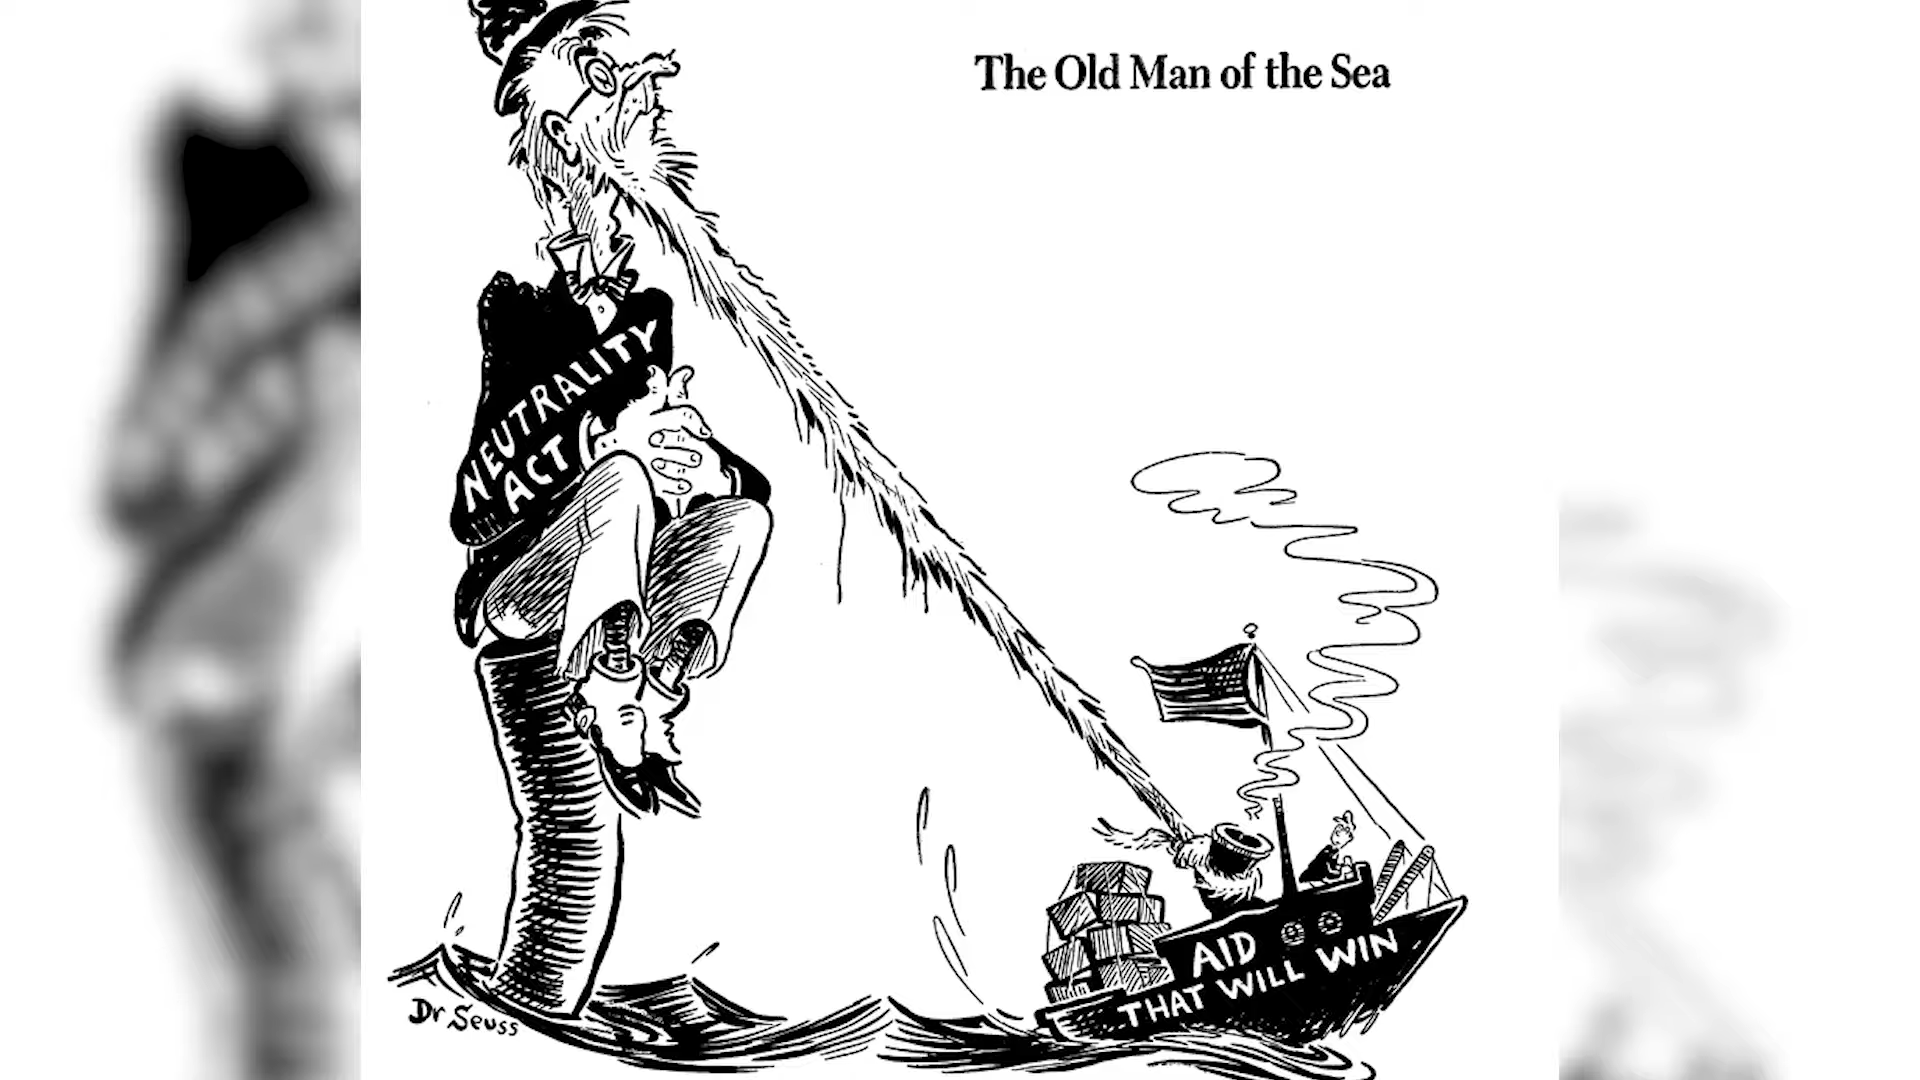 The Old Man of the Sea
NEUTRALITY
ACT
AID
THAT WILL WIN
Dr Seuss